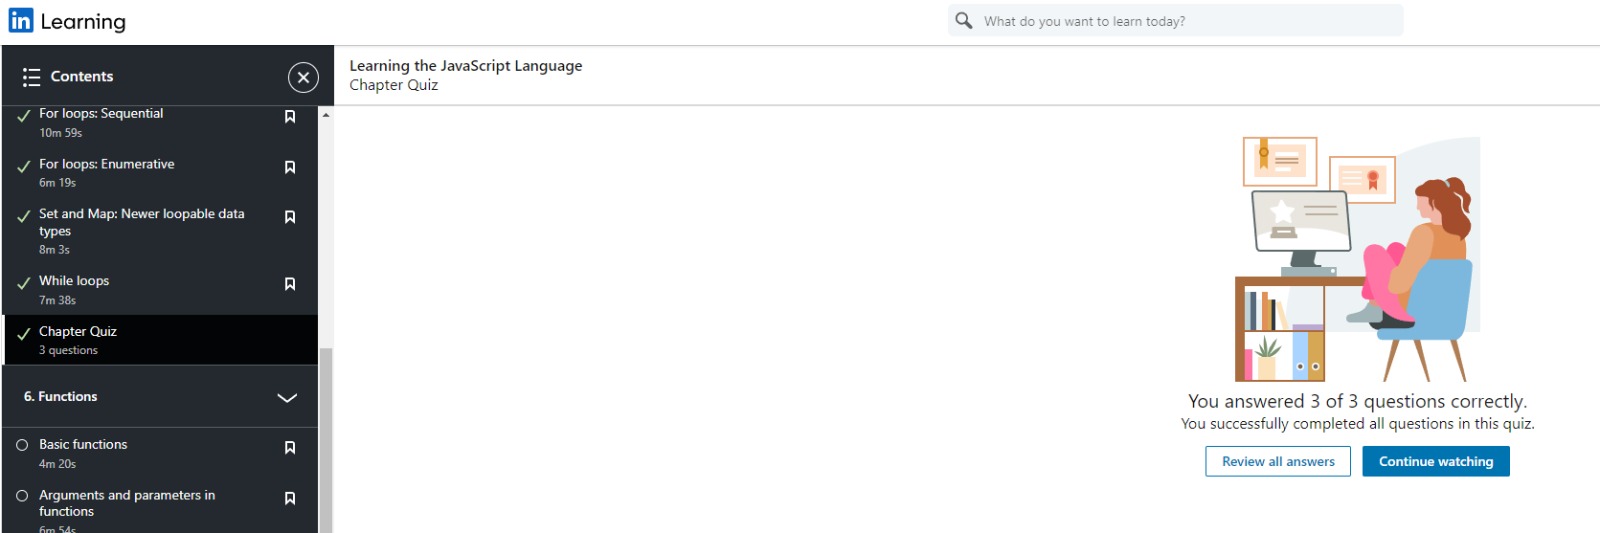 in Learning
What do you want to learn today?
Contents
Learning the JavaScript Language
Chapter Quiz
For loops: Sequential
10m 59s
For loops: Enumerative
6m 19s
Set and Map: Newer loopable data
types
8m 3s
While loops
7m 38s
Chapter Quiz
3 questions
6. Functions
Basic functions
4m 20s
Arguments and parameters in
functions
6m 54s
You answered 3 of 3 questions correctly.
You successfully completed all questions in this quiz.
Review all answers
Continue watching